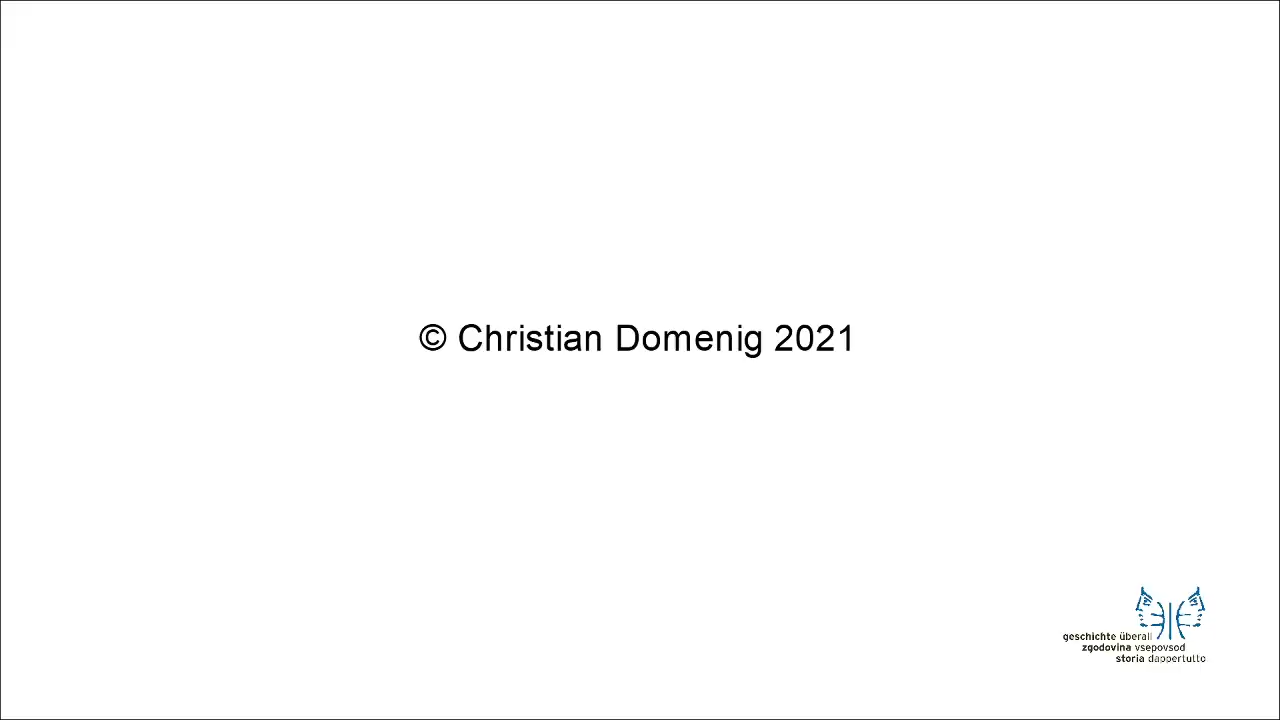 © Christian Domenig 2021
geschichte überall
zgodovina vsepovsod
storia dappertutto